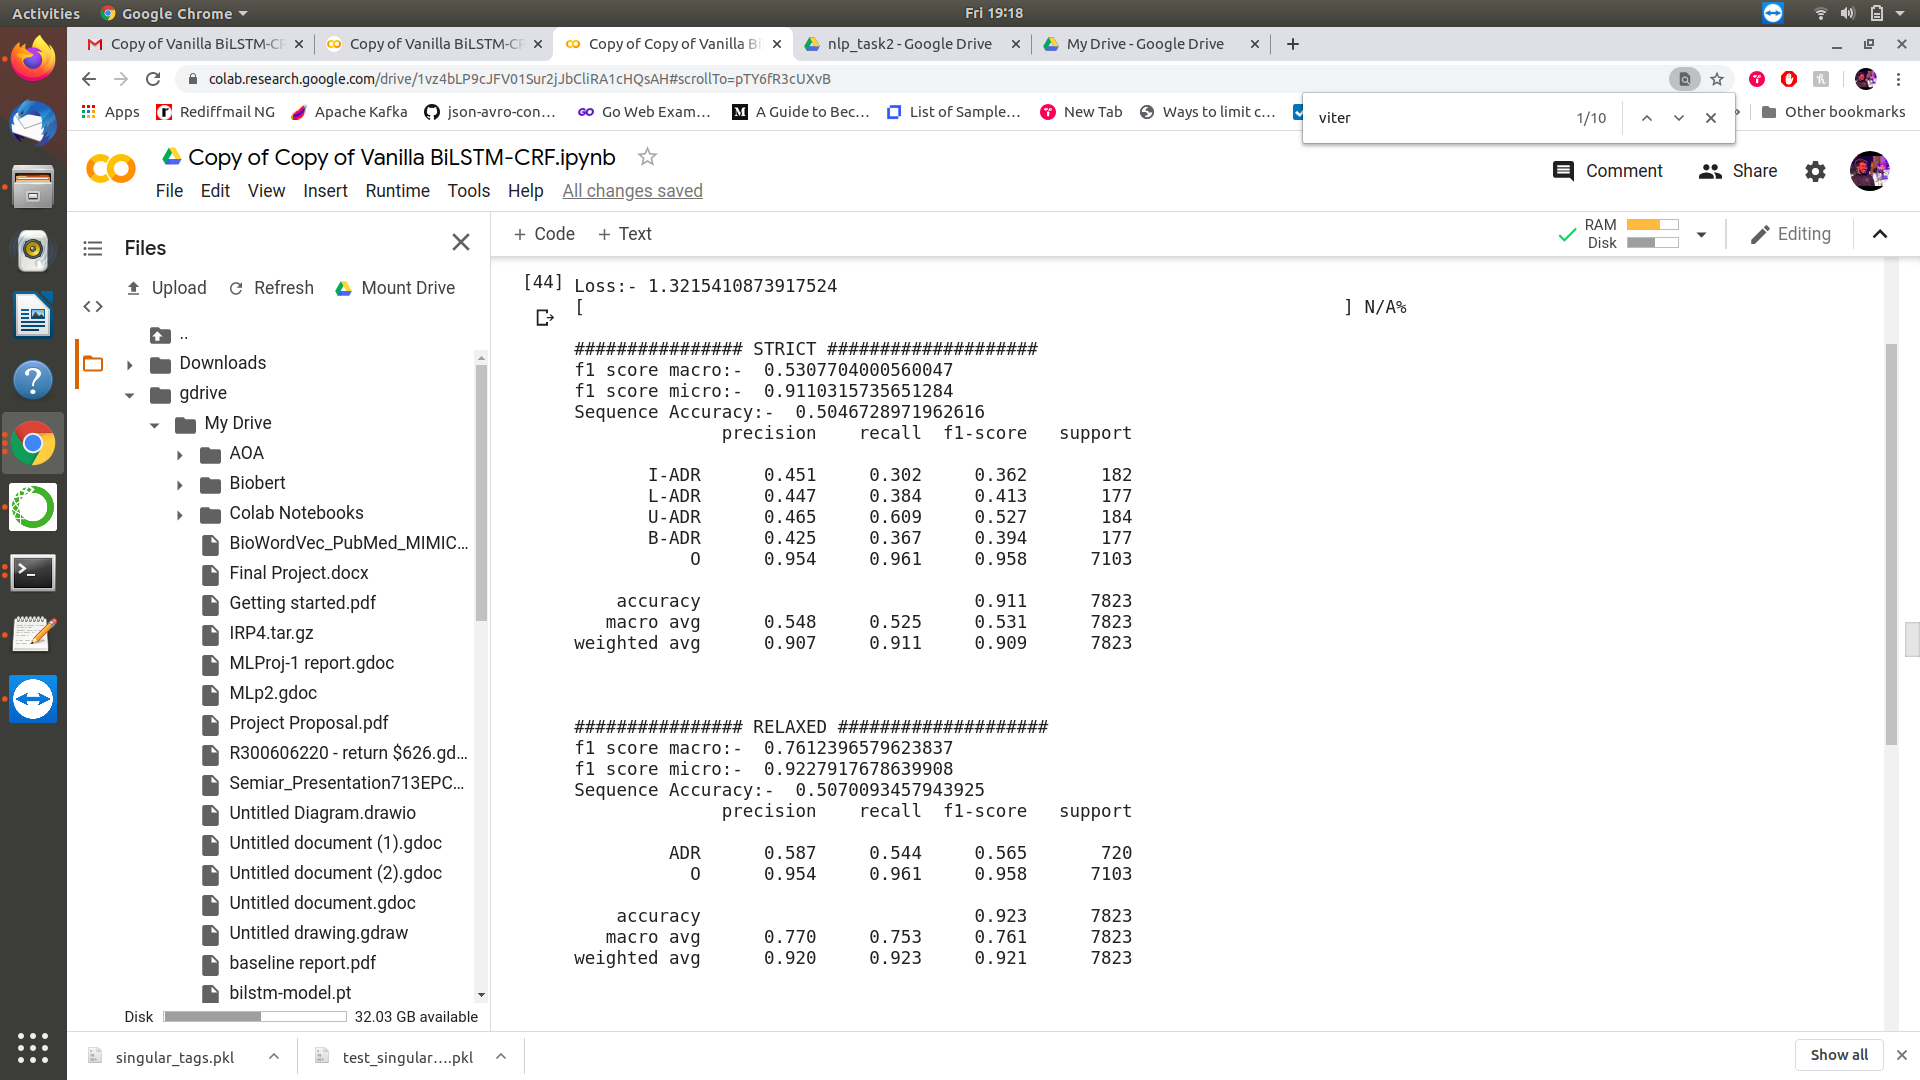 Activities Google Chrome Fri 19:18
Copy of Vanilla BiLSTM-CR Copy of Vanilla BiLSTM-CR Copy of Copy of Vanilla Bi nlp_task2 - Google Drive My Drive - Google Drive
colab.research.google.com/drive/1vz4bLP9cJFV01Sur2jJbCliRA1cHQsAH#scrollTo=pTY6fR3cUXvB
Apps Rediffmail NG Apache Kafka json-avro-con… Go Web Exam… A Guide to Bec… List of Sample… New Tab Ways to limit c… Other bookmarks
viter 1/10
Copy of Copy of Vanilla BiLSTM-CRF.ipynb
Comment Share
File Edit View Insert Runtime Tools Help All changes saved
Files
+ Code + Text
RAM
Disk
Editing
Upload Refresh Mount Drive
..
Downloads
gdrive
My Drive
AOA
Biobert
Colab Notebooks
BioWordVec_PubMed_MIMIC…
Final Project.docx
Getting started.pdf
IRP4.tar.gz
MLProj-1 report.gdoc
MLp2.gdoc
Project Proposal.pdf
R300606220 - return $626.gd…
Semiar_Presentation713EPC…
Untitled Diagram.drawio
Untitled document (1).gdoc
Untitled document (2).gdoc
Untitled document.gdoc
Untitled drawing.gdraw
baseline report.pdf
bilstm-model.pt
Disk 32.03 GB available
[44] Loss:- 1.3215410873917524
[ ] N/A%
################ STRICT ####################
f1 score macro:- 0.5307704000560047
f1 score micro:- 0.9110315735651284
Sequence Accuracy:- 0.5046728971962616
precision recall f1-score support
I-ADR 0.451 0.302 0.362 182
L-ADR 0.447 0.384 0.413 177
U-ADR 0.465 0.609 0.527 184
B-ADR 0.425 0.367 0.394 177
O 0.954 0.961 0.958 7103
accuracy 0.911 7823
macro avg 0.548 0.525 0.531 7823
weighted avg 0.907 0.911 0.909 7823
################ RELAXED ####################
f1 score macro:- 0.7612396579623837
f1 score micro:- 0.9227917678639908
Sequence Accuracy:- 0.5070093457943925
precision recall f1-score support
ADR 0.587 0.544 0.565 720
O 0.954 0.961 0.958 7103
accuracy 0.923 7823
macro avg 0.770 0.753 0.761 7823
weighted avg 0.920 0.923 0.921 7823
singular_tags.pkl test_singular….pkl Show all